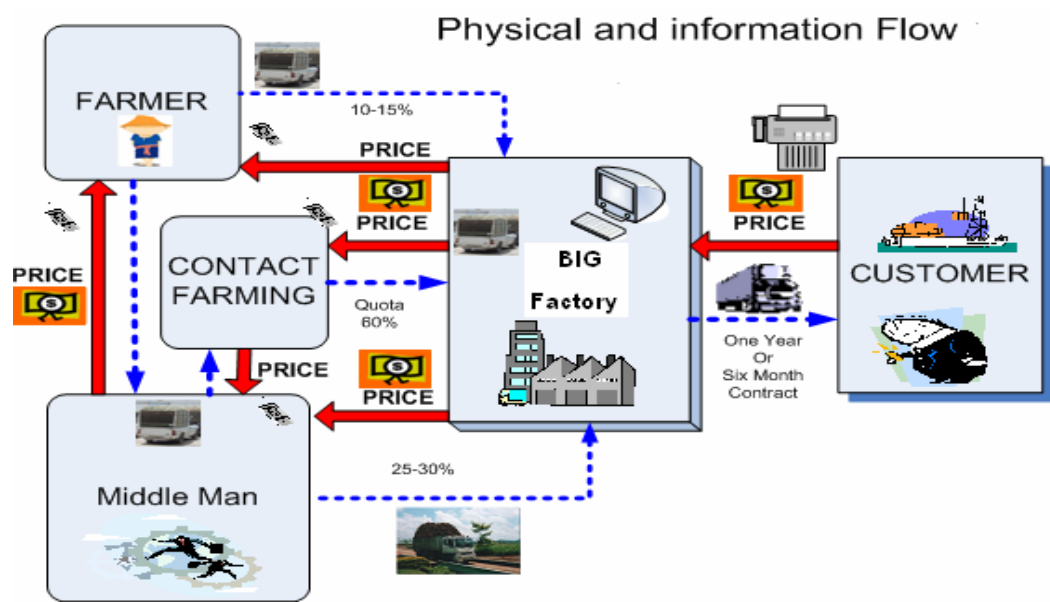 Physical and information Flow
FARMER
10-15%
PRICE
PRICE
PRICE
PRICE
CONTACT
FARMING
Quota
60%
BIG
Factory
CUSTOMER
One Year
Or
Six Month
Contract
PRICE
PRICE
Middle Man
25-30%